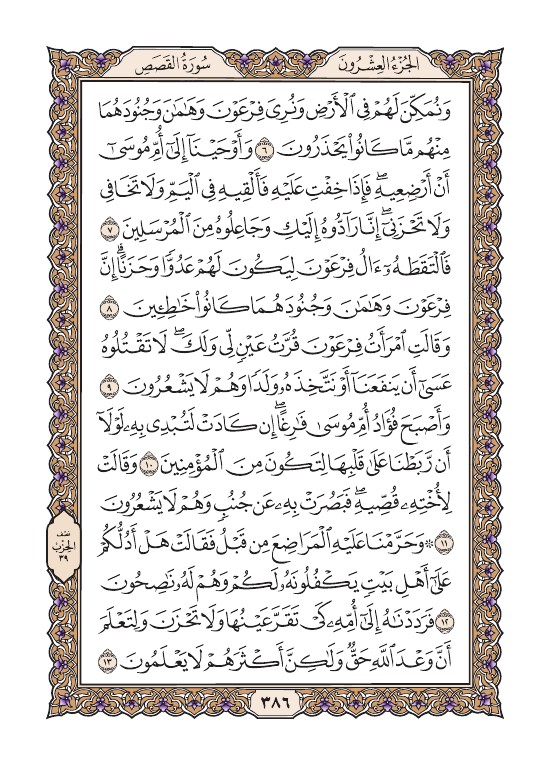 الجُزْءُ العِشْرُونَ
سُورَةُ القَصَصِ
وَنُمَكِّنَ لَهُمْ فِي ٱلْأَرْضِ وَنُرِيَ فِرْعَوْنَ وَهَـٰمَـٰنَ وَجُنُودَهُمَا
مِنْهُم مَّا كَانُوا۟ يَحْذَرُونَ ٦ وَأَوْحَيْنَآ إِلَىٰٓ أُمِّ مُوسَىٰٓ
أَنْ أَرْضِعِيهِ ۖ فَإِذَا خِفْتِ عَلَيْهِ فَأَلْقِيهِ فِي ٱلْيَمِّ وَلَا تَخَافِي
وَلَا تَحْزَنِيٓ ۖ إِنَّا رَآدُّوهُ إِلَيْكِ وَجَاعِلُوهُ مِنَ ٱلْمُرْسَلِينَ ٧
فَٱلْتَقَطَهُۥٓ ءَالُ فِرْعَوْنَ لِيَكُونَ لَهُمْ عَدُوًّا وَحَزَنًا ۗ إِنَّ
فِرْعَوْنَ وَهَـٰمَـٰنَ وَجُنُودَهُمَا كَانُوا۟ خَـٰطِـِٔينَ ٨
وَقَالَتِ ٱمْرَأَتُ فِرْعَوْنَ قُرَّتُ عَيْنٍ لِّي وَلَكَ ۖ لَا تَقْتُلُوهُ
عَسَىٰٓ أَن يَنفَعَنَآ أَوْ نَتَّخِذَهُۥ وَلَدًا وَهُمْ لَا يَشْعُرُونَ ٩
وَأَصْبَحَ فُؤَادُ أُمِّ مُوسَىٰ فَـٰرِغًا ۖ إِن كَادَتْ لَتُبْدِي بِهِۦ لَوْلَآ
أَن رَّبَطْنَا عَلَىٰ قَلْبِهَا لِتَكُونَ مِنَ ٱلْمُؤْمِنِينَ ١٠ وَقَالَتْ
لِأُخْتِهِۦ قُصِّيهِ ۖ فَبَصُرَتْ بِهِۦ عَن جُنُبٍ وَهُمْ لَا يَشْعُرُونَ
١١ ۞ وَحَرَّمْنَا عَلَيْهِ ٱلْمَرَاضِعَ مِن قَبْلُ فَقَالَتْ هَلْ أَدُلُّكُمْ
عَلَىٰٓ أَهْلِ بَيْتٍ يَكْفُلُونَهُۥ لَكُمْ وَهُمْ لَهُۥ نَـٰصِحُونَ
١٢ فَرَدَدْنَـٰهُ إِلَىٰٓ أُمِّهِۦ كَيْ تَقَرَّ عَيْنُهَا وَلَا تَحْزَنَ وَلِتَعْلَمَ
أَنَّ وَعْدَ ٱللَّهِ حَقٌّ وَلَـٰكِنَّ أَكْثَرَهُمْ لَا يَعْلَمُونَ ١٣
نصف
الحِزْب
٣٩
٣٨٦